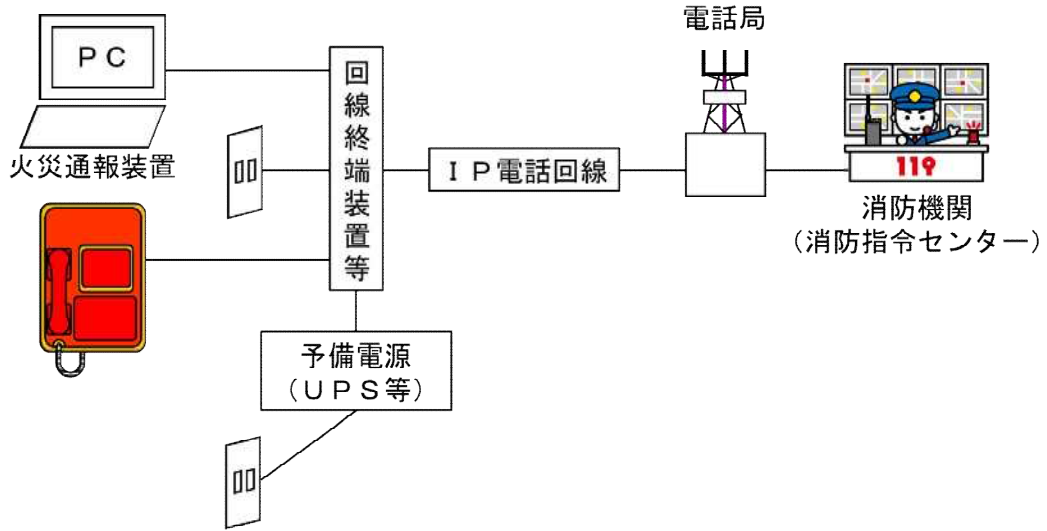 電話局
ＰＣ
火災通報装置
回線終端装置等
ＩＰ電話回線
119
消防機関
（消防指令センター）
予備電源
（ＵＰＳ等）